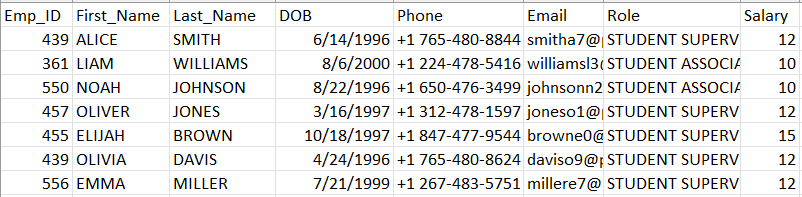 Emp_ID First_Name Last_Name DOB Phone Email Role Salary
439 ALICE SMITH 6/14/1996 +1 765-480-8844 smitha7@p STUDENT SUPERV 12
361 LIAM WILLIAMS 8/6/2000 +1 224-478-5416 williamsl3@ STUDENT ASSOCIA 10
550 NOAH JOHNSON 8/22/1996 +1 650-476-3499 johnsonn2 STUDENT ASSOCIA 10
457 OLIVER JONES 3/16/1997 +1 312-478-1597 joneso1@p STUDENT SUPERV 12
455 ELIJAH BROWN 10/18/1997 +1 847-477-9544 browne0@ STUDENT SUPERV 15
439 OLIVIA DAVIS 4/24/1996 +1 765-480-8624 daviso9@p STUDENT SUPERV 12
556 EMMA MILLER 7/21/1999 +1 267-483-5751 millere7@ STUDENT SUPERV 12